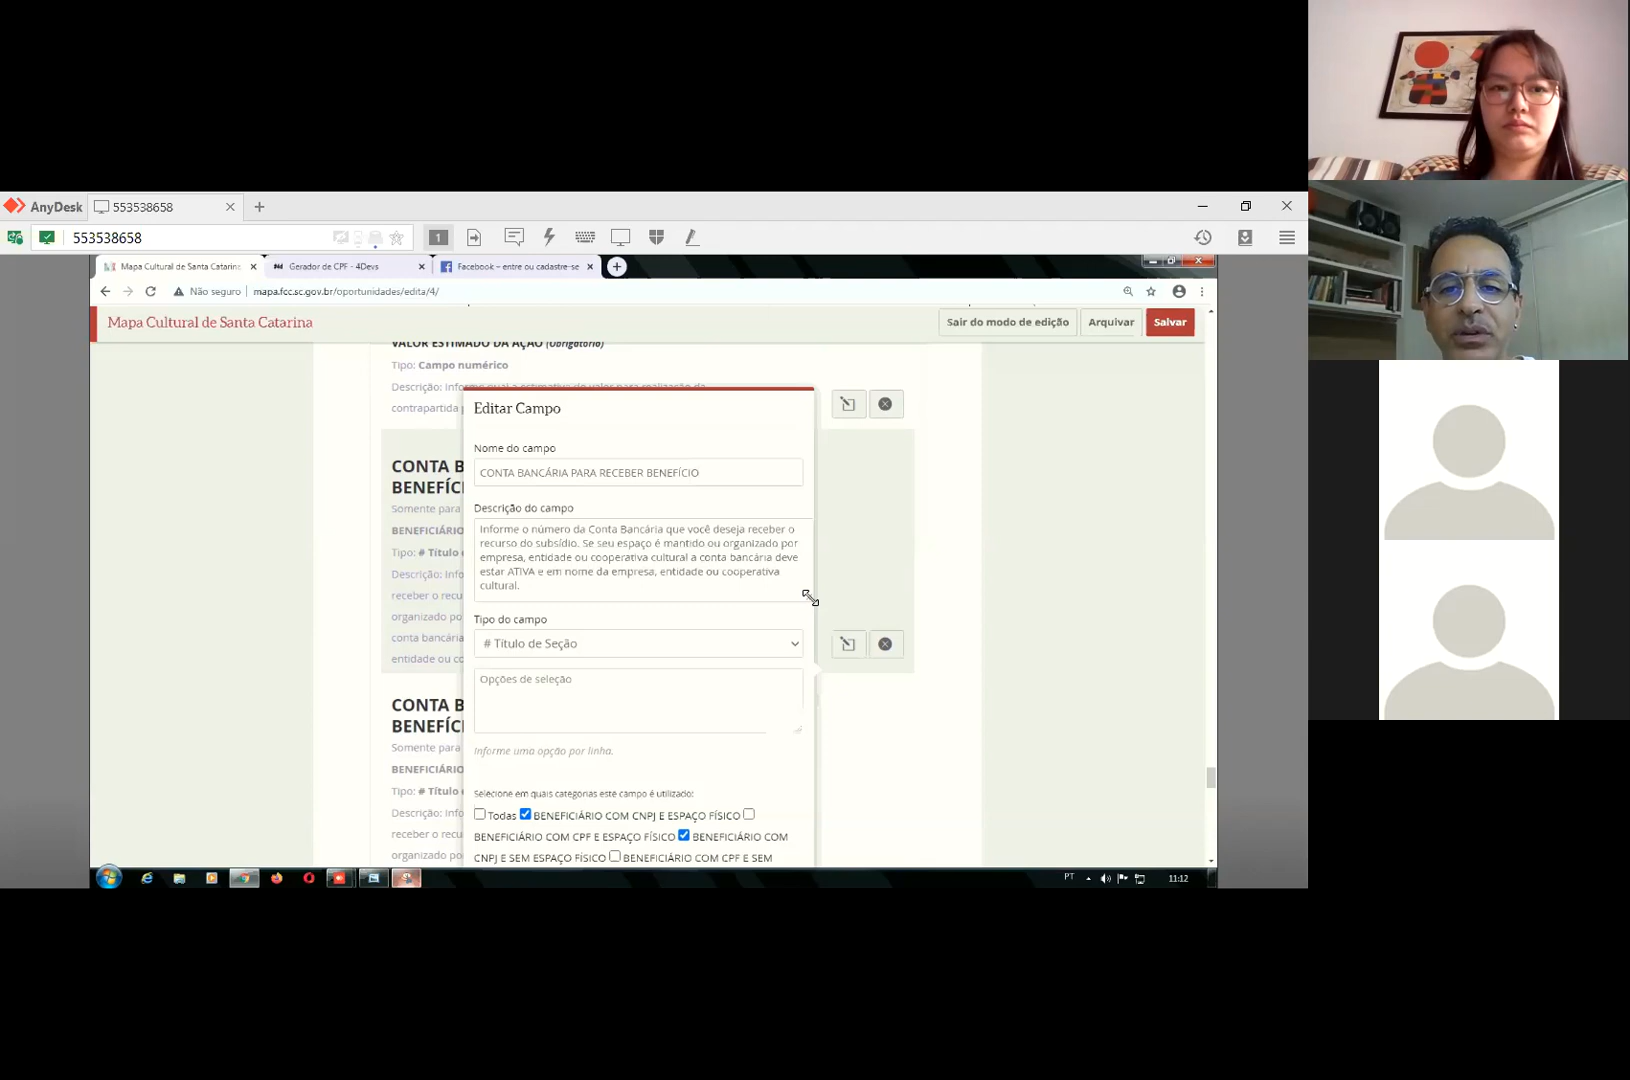 AnyDesk
553538658
553538658
1
Mapa Cultural de Santa Catarina
Gerador de CPF - 4Devs
Facebook – entre ou cadastre-se
Não seguro
mapa.fcc.sc.gov.br/oportunidades/edita/4/
Mapa Cultural de Santa Catarina
Sair do modo de edição
Arquivar
Salvar
VALOR ESTIMADO DA AÇÃO (Obrigatório)
Tipo: Campo numérico
Descrição: Informe qual a estimativa do valor para realização da
contrapartida
CONTA B
BENEFÍC
Somente para
BENEFICIÁRIO
Tipo: # Título
Descrição: Info
receber o recu
organizado po
conta bancária
entidade ou co
CONTA B
BENEFÍC
Somente para
BENEFICIÁRIO
Tipo: # Título
Descrição: Info
receber o recu
organizado po
Editar Campo
Nome do campo
CONTA BANCÁRIA PARA RECEBER BENEFÍCIO
Descrição do campo
Informe o número da Conta Bancária que você deseja receber o
recurso do subsídio. Se seu espaço é mantido ou organizado por
empresa, entidade ou cooperativa cultural a conta bancária deve
estar ATIVA e em nome da empresa, entidade ou cooperativa
cultural.
Tipo do campo
# Título de Seção
Opções de seleção
Informe uma opção por linha.
Selecione em quais categorias este campo é utilizado:
Todas BENEFICIÁRIO COM CNPJ E ESPAÇO FÍSICO
BENEFICIÁRIO COM CPF E ESPAÇO FÍSICO BENEFICIÁRIO COM
CNPJ E SEM ESPAÇO FÍSICO BENEFICIÁRIO COM CPF E SEM
PT
11:12